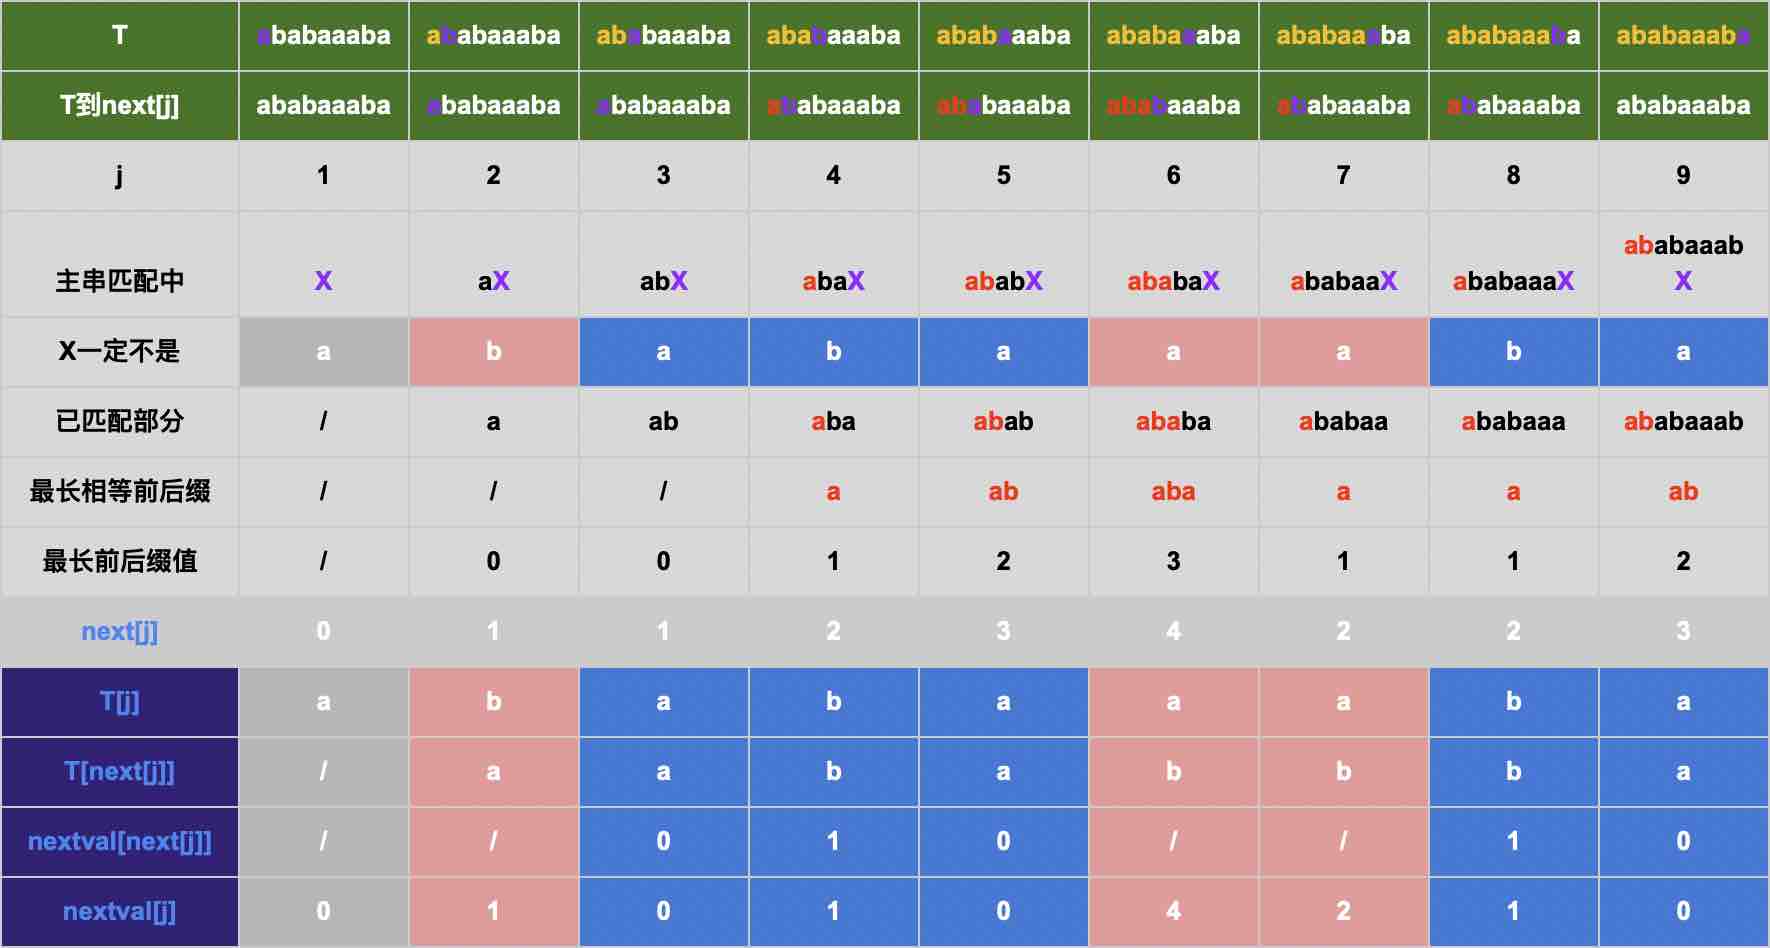 T ababaaaba ababaaaba ababaaaba ababaaaba ababaaaba ababaaaba ababaaaba ababaaaba ababaaaba
T到next[j] ababaaaba ababaaaba ababaaaba ababaaaba ababaaaba ababaaaba ababaaaba ababaaaba ababaaaba
j 1 2 3 4 5 6 7 8 9
主串匹配中 X aX abX abaX ababX ababaX ababaaX ababaaaX ababaaab
X
X一定不是 a b a b a a a b a
已匹配部分 / a ab aba abab ababa ababaa ababaaa ababaaab
最长相等前后缀 / / / a ab aba a a ab
最长前后缀值 / 0 0 1 2 3 1 1 2
next[j] 0 1 1 2 3 4 2 2 3
T[j] a b a b a a a b a
T[next[j]] / a a b a b b b a
nextval[next[j]] / / 0 1 0 / / 1 0
nextval[j] 0 1 0 1 0 4 2 1 0